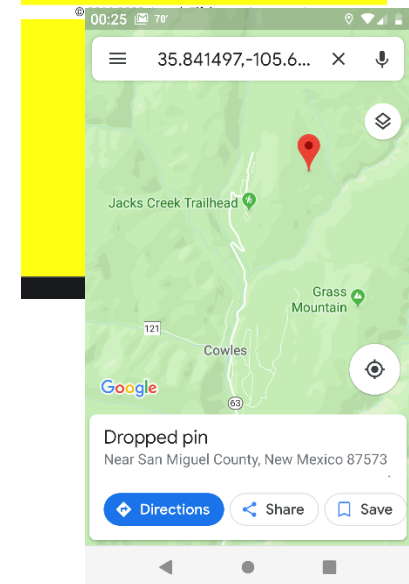 00:25 70°
35.841497,-105.6...
Jacks Creek Trailhead
Grass
Mountain
121
Cowles
Google
63
Dropped pin
Near San Miguel County, New Mexico 87573
Directions Share Save